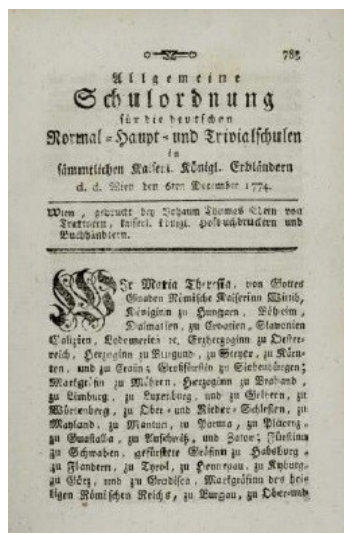 785
Allgemeine
Schulordnung
für die deutschen
Normal-Haupt-und Trivialschulen
in
sämmtlichen Kaiserl. Königl. Erbländern
d. d. Wien den 6ten December 1774.
Wien, gedruckt bey Johann Thomas Edlen von
Trattnern, kaiserl. königl. Hofbuchdruckern und
Buchhändlern.
Wir Maria Theresia, von Gottes
Gnaden Römische Kaiserinn Wittib,
Königinn zu Hungarn, Böheim,
Dalmatien, zu Croatien, Slavonien
Galizien, Lodomerien ꝛc, Erzherzoginn zu Oester-
reich, Herzoginn zu Burgund, zu Steyer, zu Kärn-
ten, und zu Crain; Großfürstin zu Siebenbürgen;
Markgräfin zu Mähren, Herzoginn zu Braband,
zu Limburg, zu Luxenburg, und zu Geldern, zu
Würtenberg, zu Ober- und Nieder-Schlesien, zu
Mayland, zu Mantua, zu Parma, zu Placenz,
zu Guastalla, zu Auschwitz, und Zator; Fürstinn
zu Schwaben, gefürstete Gräfinn zu Habsburg,
zu Flandern, zu Tyrol, zu Hennegau, zu Kyburg,
zu Görz, und zu Gradisca, Markgräfinn des hei-
ligen Römischen Reichs, zu Burgau, zu Ober-und